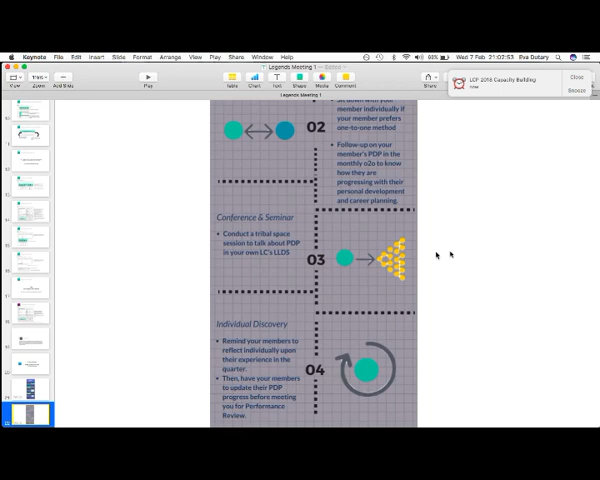 Keynote File Edit Insert Slide Format Arrange View Play Share Window Help
Wed 7 Feb 21:02:53 Eva Dutary
Legends Meeting 1
View Zoom Add Slide
Play
Table Chart Text Shape Media Comment
Share
LCP 2018 Capacity Building
now
Close
Snooze
Legends Meeting 1
02
member individually if
your member prefers
one-to-one method
• Follow-up on your
member's PDP in the
monthly o2o to know
how they are
progressing with their
personal development
and career planning.
Conference & Seminar
• Conduct a tribal space
session to talk about PDP
in your own LC's LLDS
03
Individual Discovery
• Remind your members to
reflect individually upon
their experience in the
quarter.
• Then, have your members
to update their PDP
progress before meeting
you for Performance
Review.
04